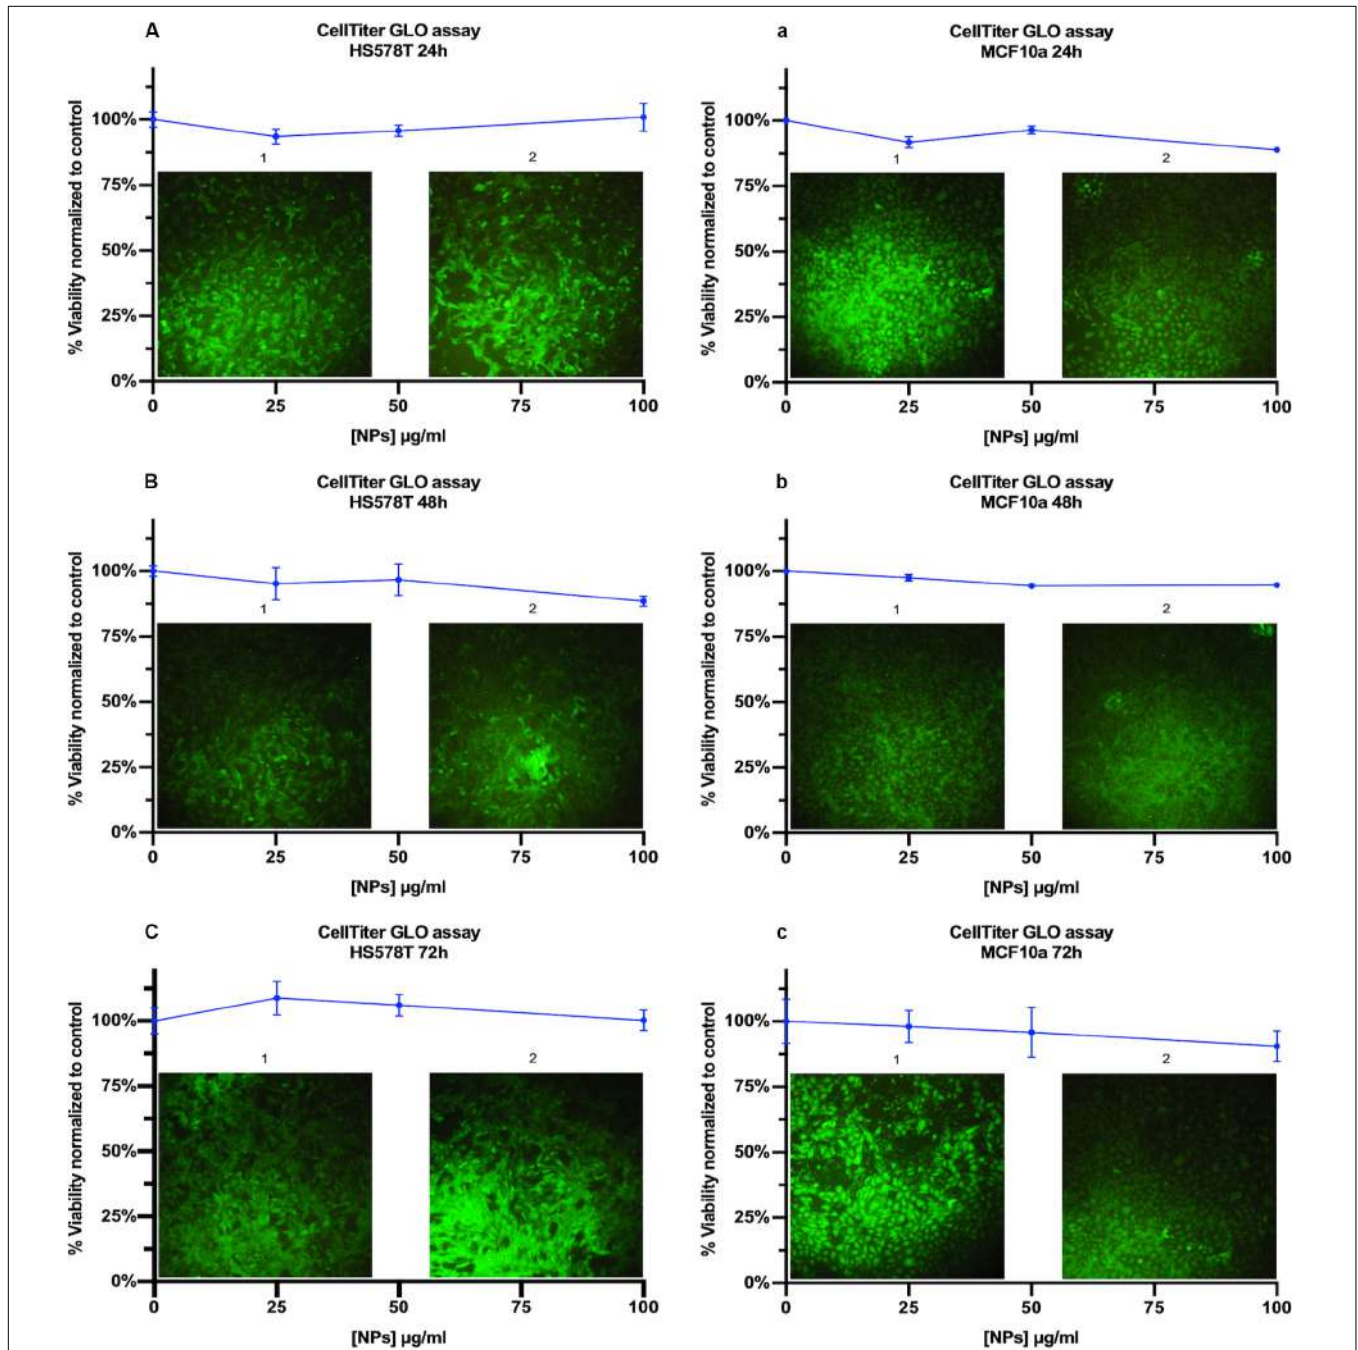 A
CellTiter GLO assay
HS578T 24h
% Viability normalized to control
100%
75%
50%
25%
0%
1
2
0 25 50 75 100
[NPs] µg/ml
a
CellTiter GLO assay
MCF10a 24h
% Viability normalized to control
100%
75%
50%
25%
0%
1
2
0 25 50 75 100
[NPs] µg/ml
B
CellTiter GLO assay
HS578T 48h
% Viability normalized to control
100%
75%
50%
25%
0%
1
2
0 25 50 75 100
[NPs] µg/ml
b
CellTiter GLO assay
MCF10a 48h
% Viability normalized to control
100%
75%
50%
25%
0%
1
2
0 25 50 75 100
[NPs] µg/ml
C
CellTiter GLO assay
HS578T 72h
% Viability normalized to control
100%
75%
50%
25%
0%
1
2
0 25 50 75 100
[NPs] µg/ml
c
CellTiter GLO assay
MCF10a 72h
% Viability normalized to control
100%
75%
50%
25%
0%
1
2
0 25 50 75 100
[NPs] µg/ml